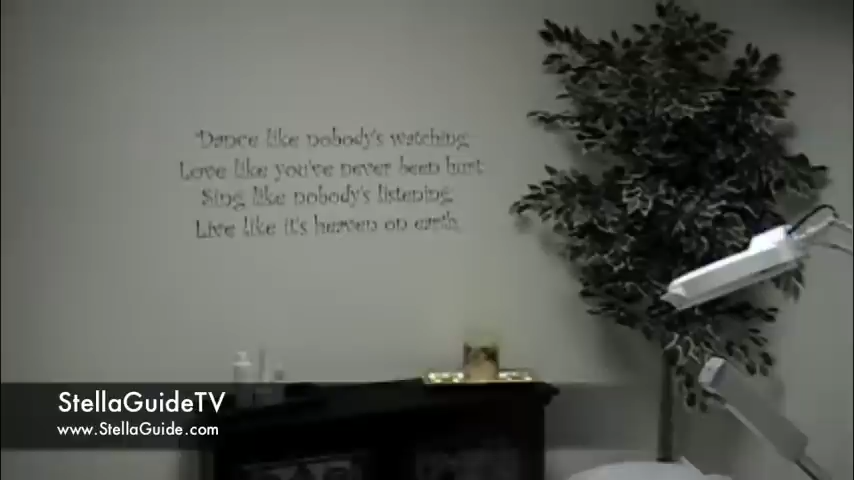 Dance like nobody's watching
Love like you've never been hurt
Sing like nobody's listening
Live like it's heaven on earth.
StellaGuideTV
www.StellaGuide.com